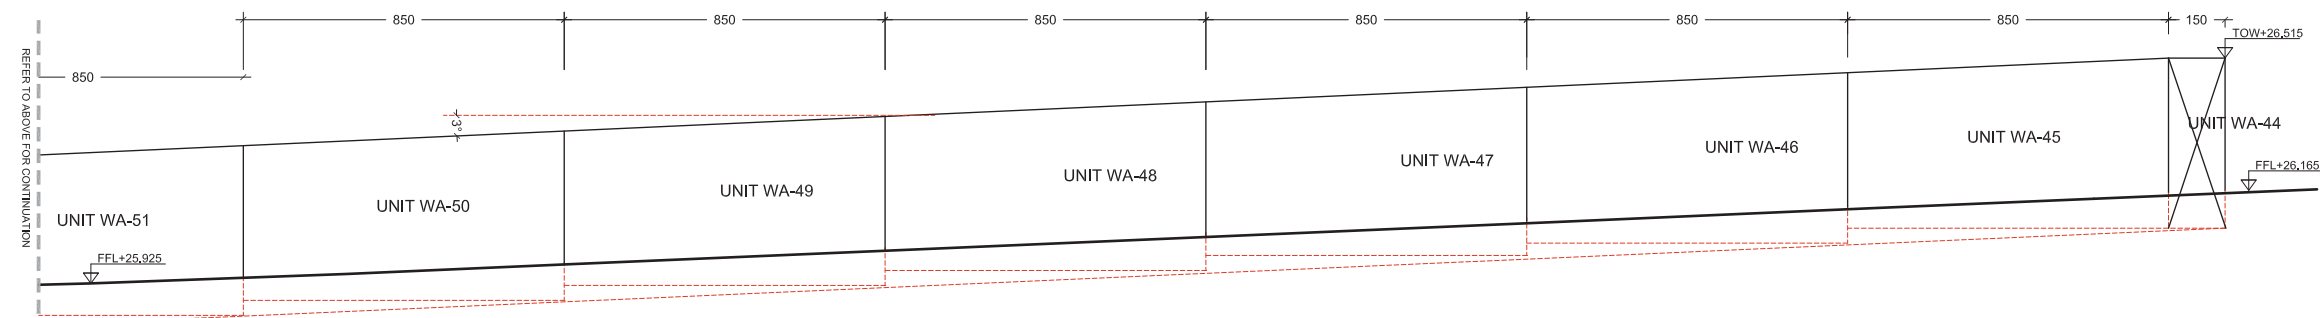 850 850 850 850 850 850 150
TOW+26.515
REFER TO ABOVE FOR CONTINUATION
850
3°
UNIT WA-44
UNIT WA-45
UNIT WA-46
UNIT WA-47
FFL+26.165
UNIT WA-48
UNIT WA-49
UNIT WA-50
UNIT WA-51
FFL+25.925